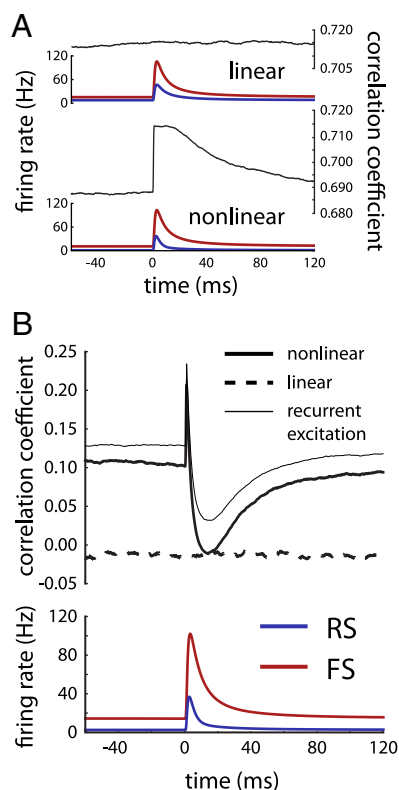 A
firing rate (Hz)
120
60
0
linear
0.720
0.705
correlation coefficient
0.720
0.710
0.700
0.690
0.680
120
60
0
nonlinear
-40 0 40 80 120
time (ms)
B
correlation coefficient
0.25
0.20
0.15
0.10
0.05
0.00
-0.05
nonlinear
linear
recurrent
excitation
firing rate (Hz)
120
80
40
0
RS
FS
-40 0 40 80 120
time (ms)